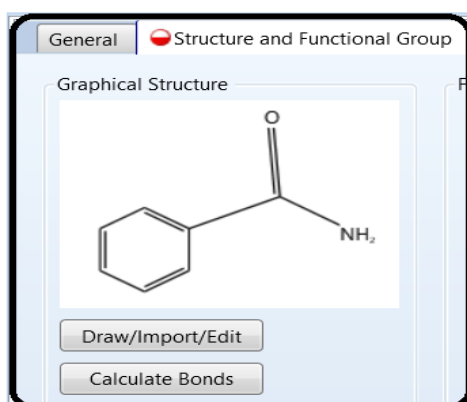 General
Structure and Functional Group
Graphical Structure
F
O
NH₂
Draw/Import/Edit
Calculate Bonds